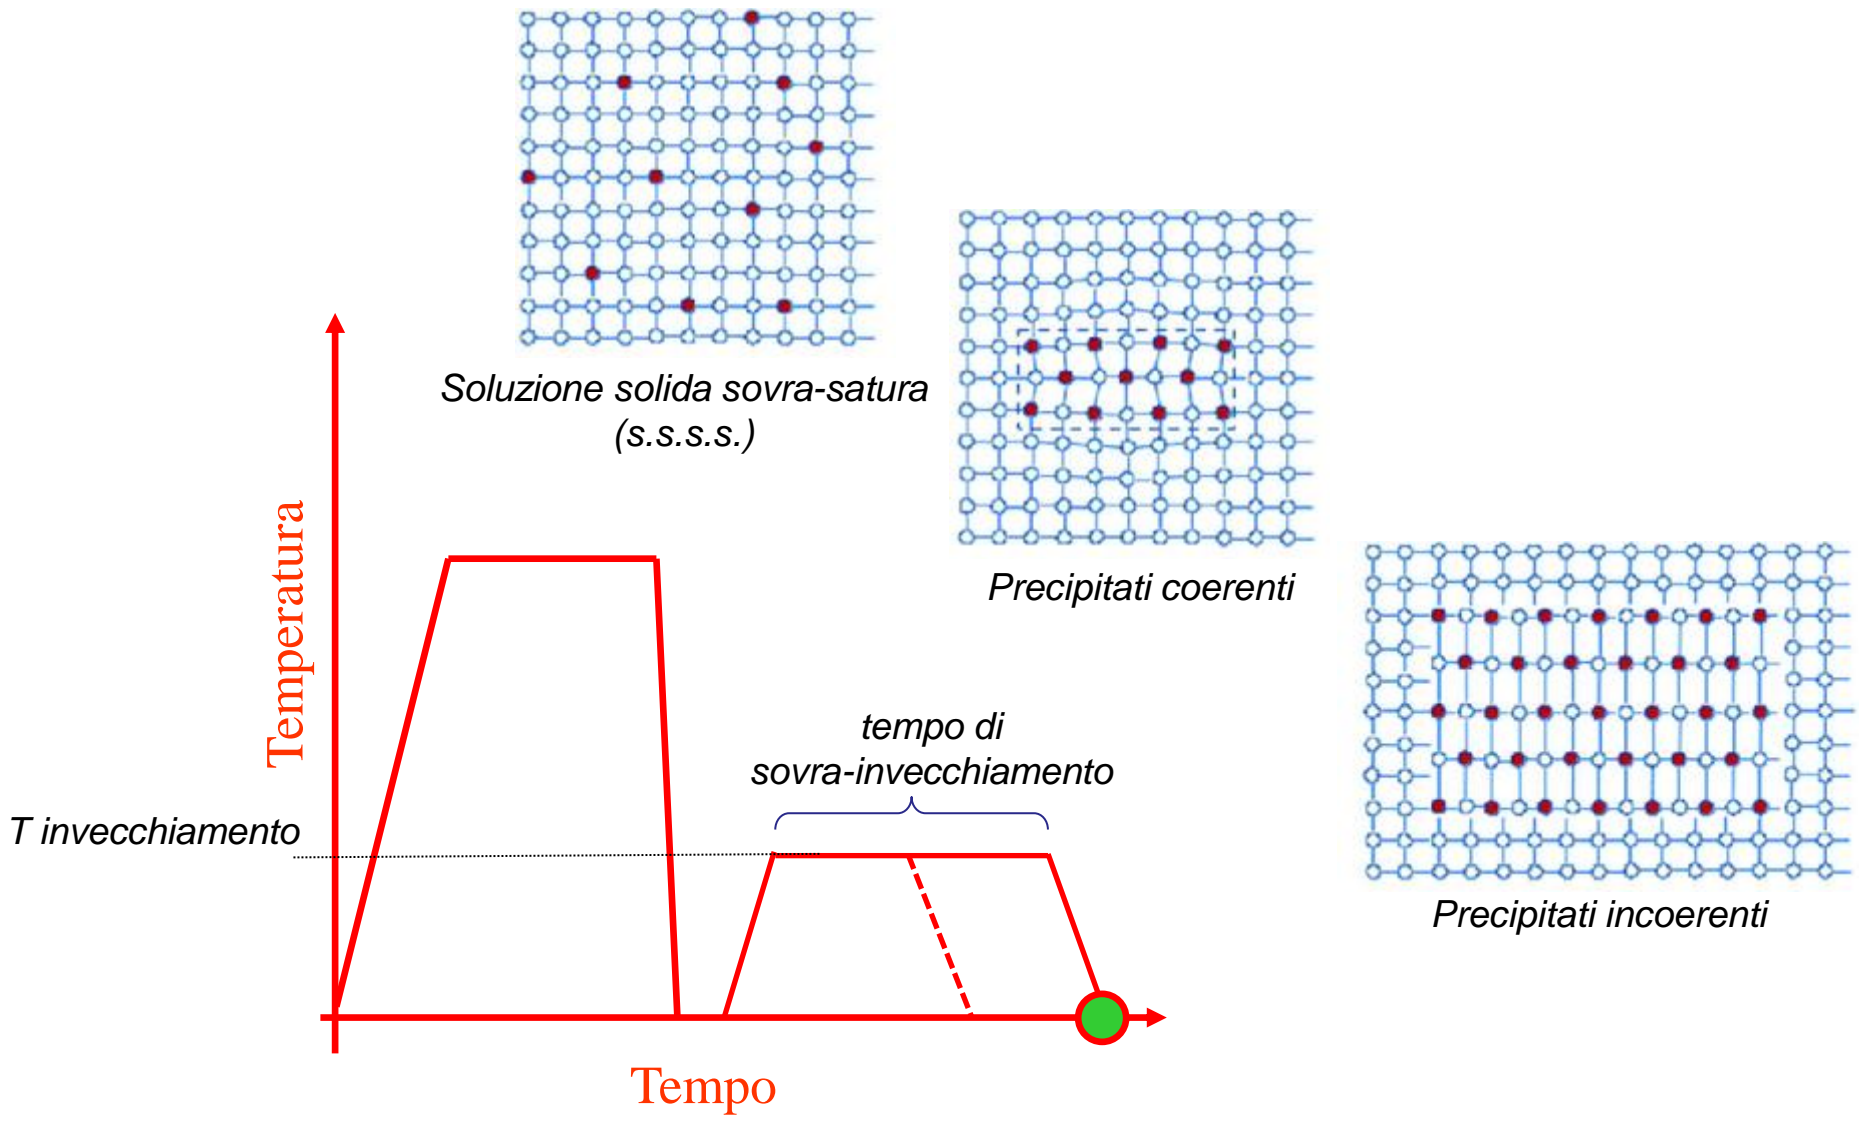 Soluzione solida sovra-satura
(s.s.s.s.)
Precipitati coerenti
Precipitati incoerenti
Temperatura
tempo di
sovra-invecchiamento
T invecchiamento
Tempo